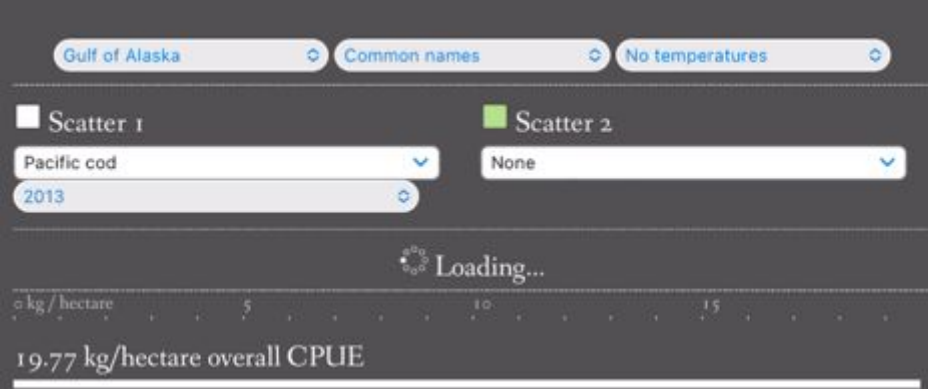 Gulf of Alaska Common names No temperatures
Scatter 1 Scatter 2
Pacific cod None
2013
Loading...
0 kg / hectare 5 10 15
19.77 kg/hectare overall CPUE